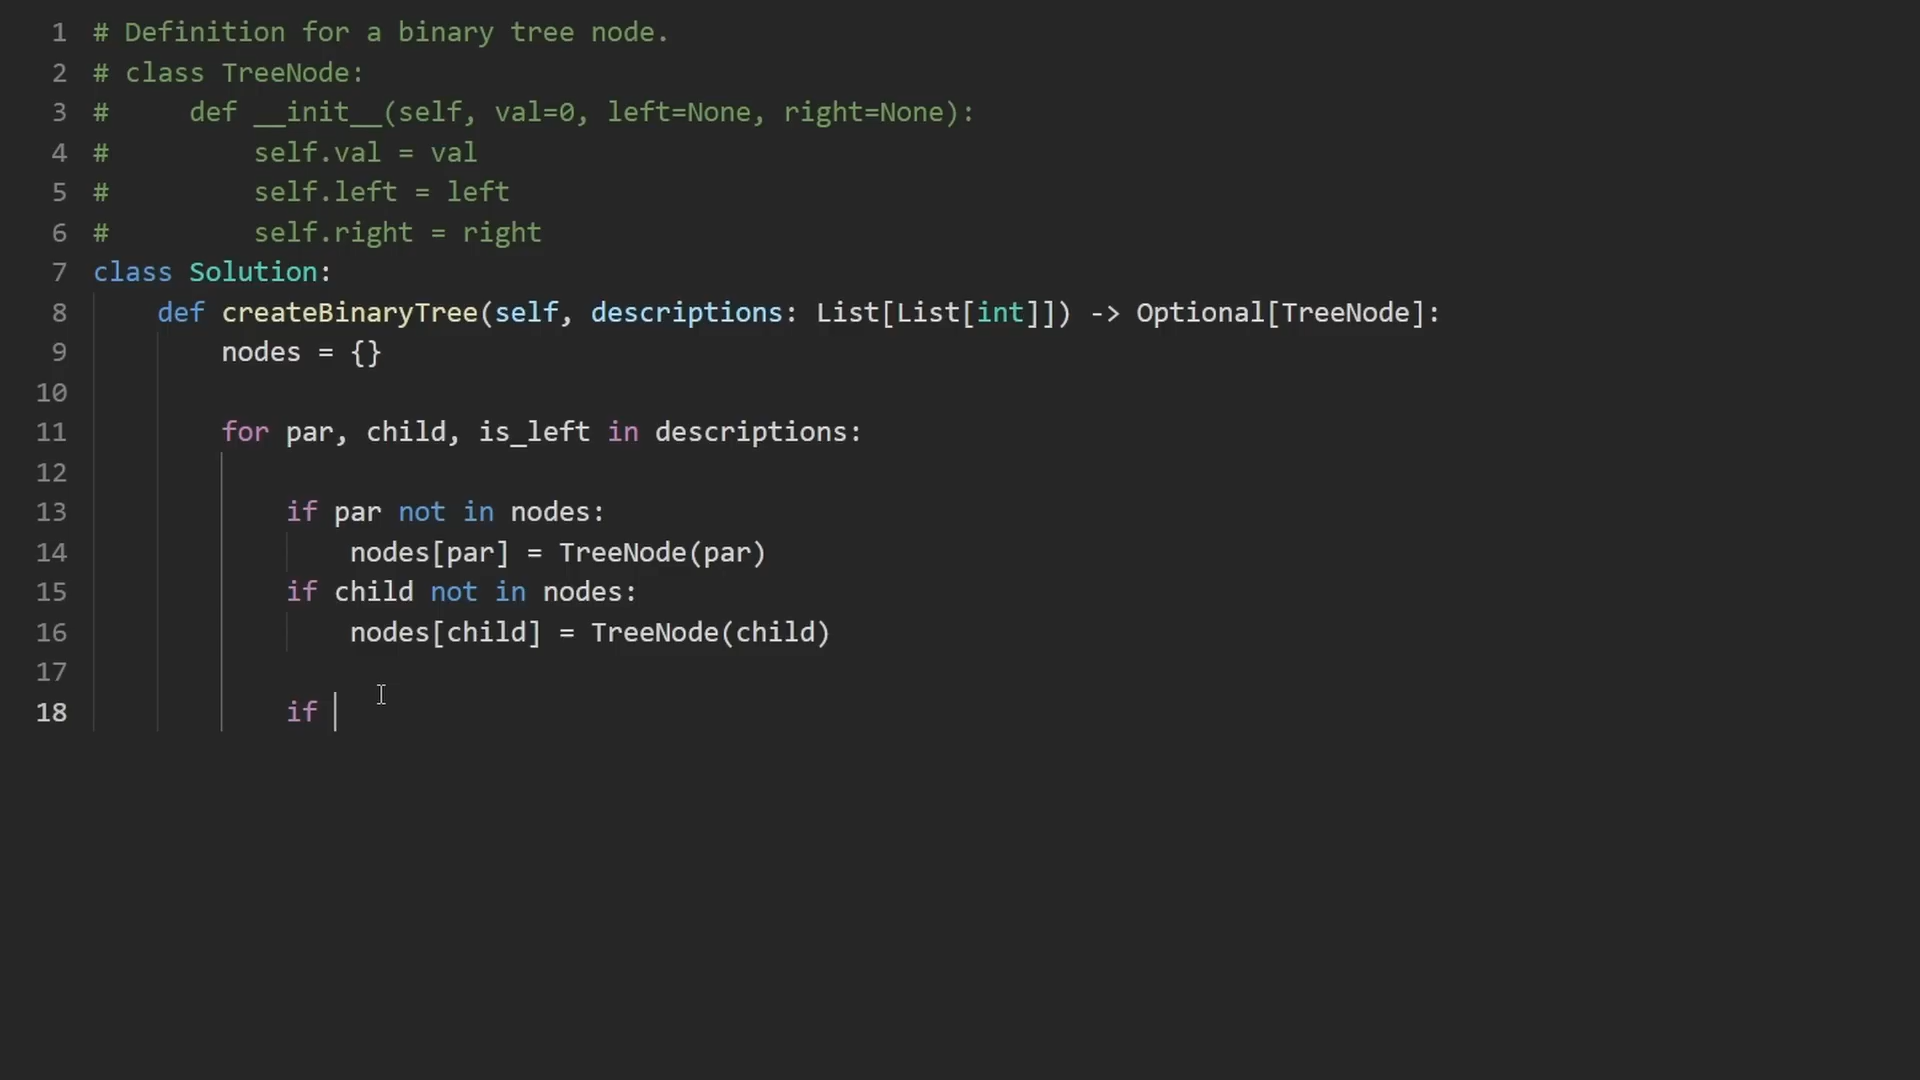 1 # Definition for a binary tree node.
2 # class TreeNode:
3 #     def __init__(self, val=0, left=None, right=None):
4 #         self.val = val
5 #         self.left = left
6 #         self.right = right
7 class Solution:
8     def createBinaryTree(self, descriptions: List[List[int]]) -> Optional[TreeNode]:
9         nodes = {}
10
11         for par, child, is_left in descriptions:
12
13             if par not in nodes:
14                 nodes[par] = TreeNode(par)
15             if child not in nodes:
16                 nodes[child] = TreeNode(child)
17
18             if